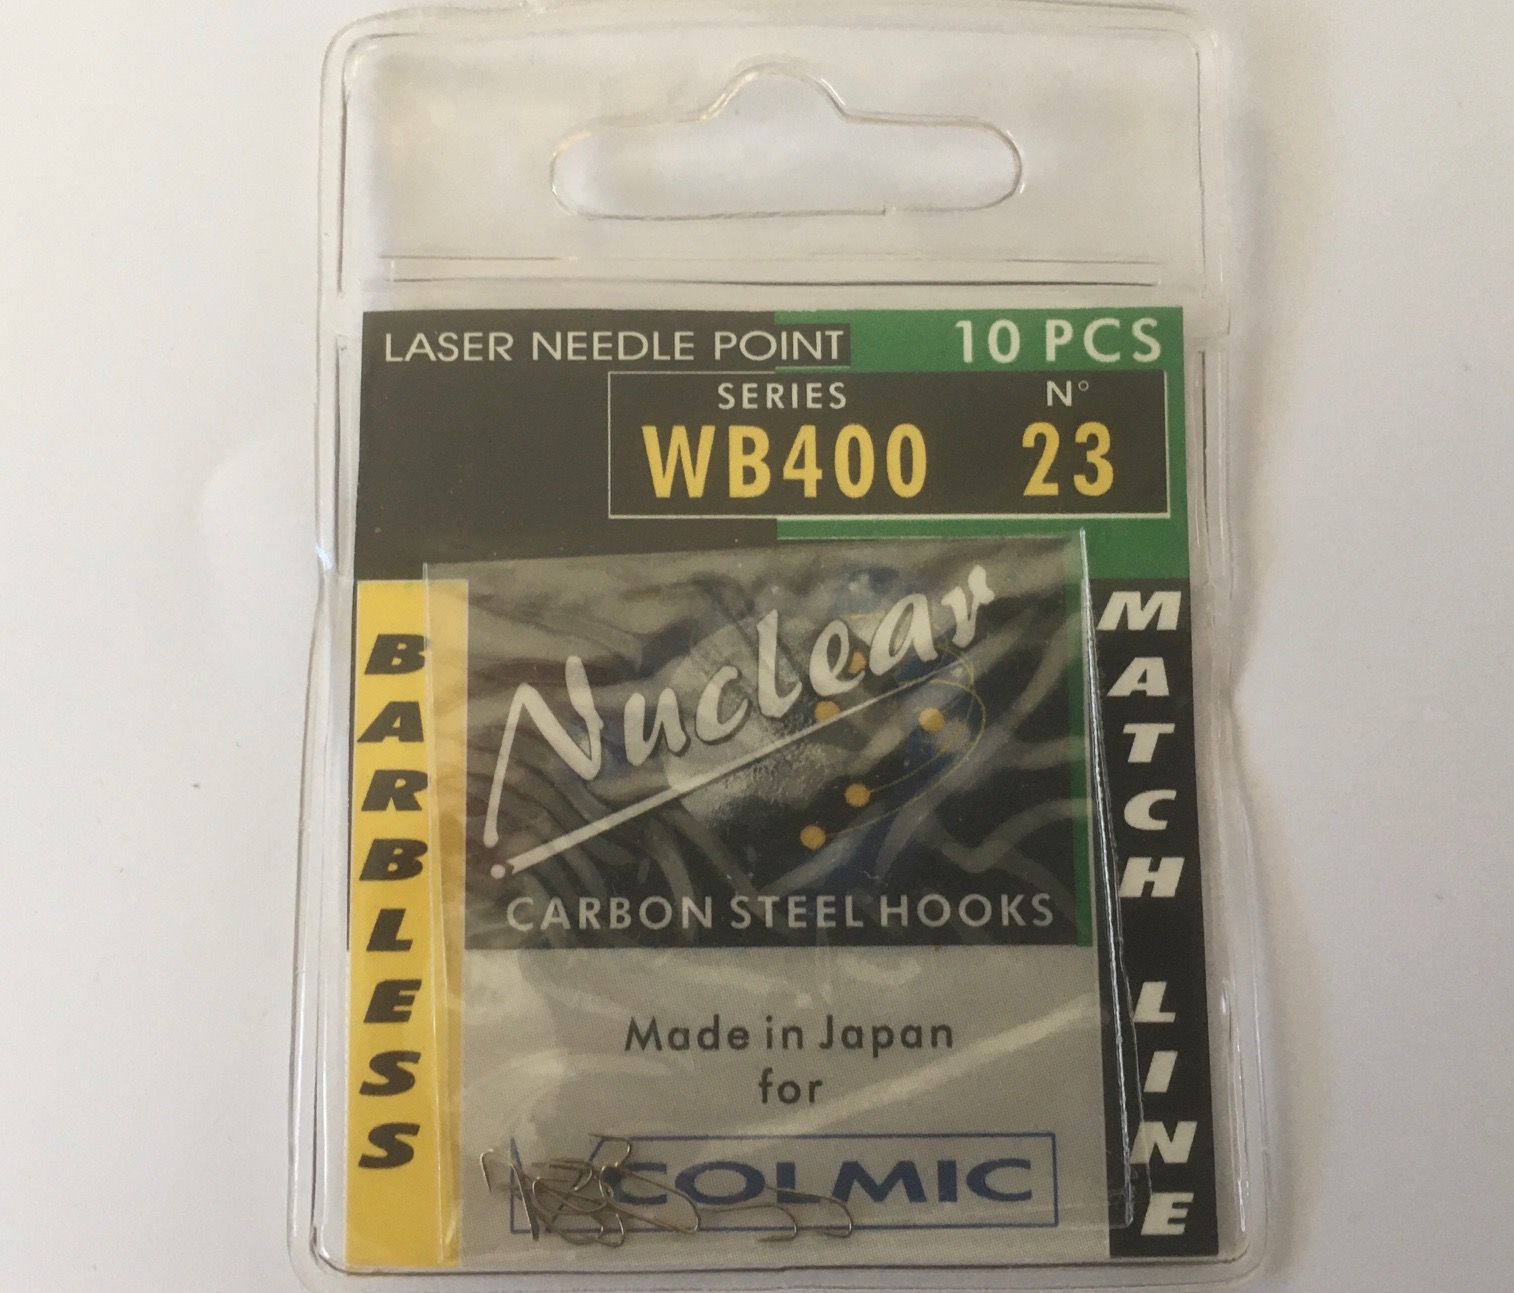 LASER NEEDLE POINT
10 PCS
SERIES
N°
WB400
23
Nuclear
CARBON STEEL HOOKS
BARBLESS
MATCH LINE
Made in Japan
for
COLMIC